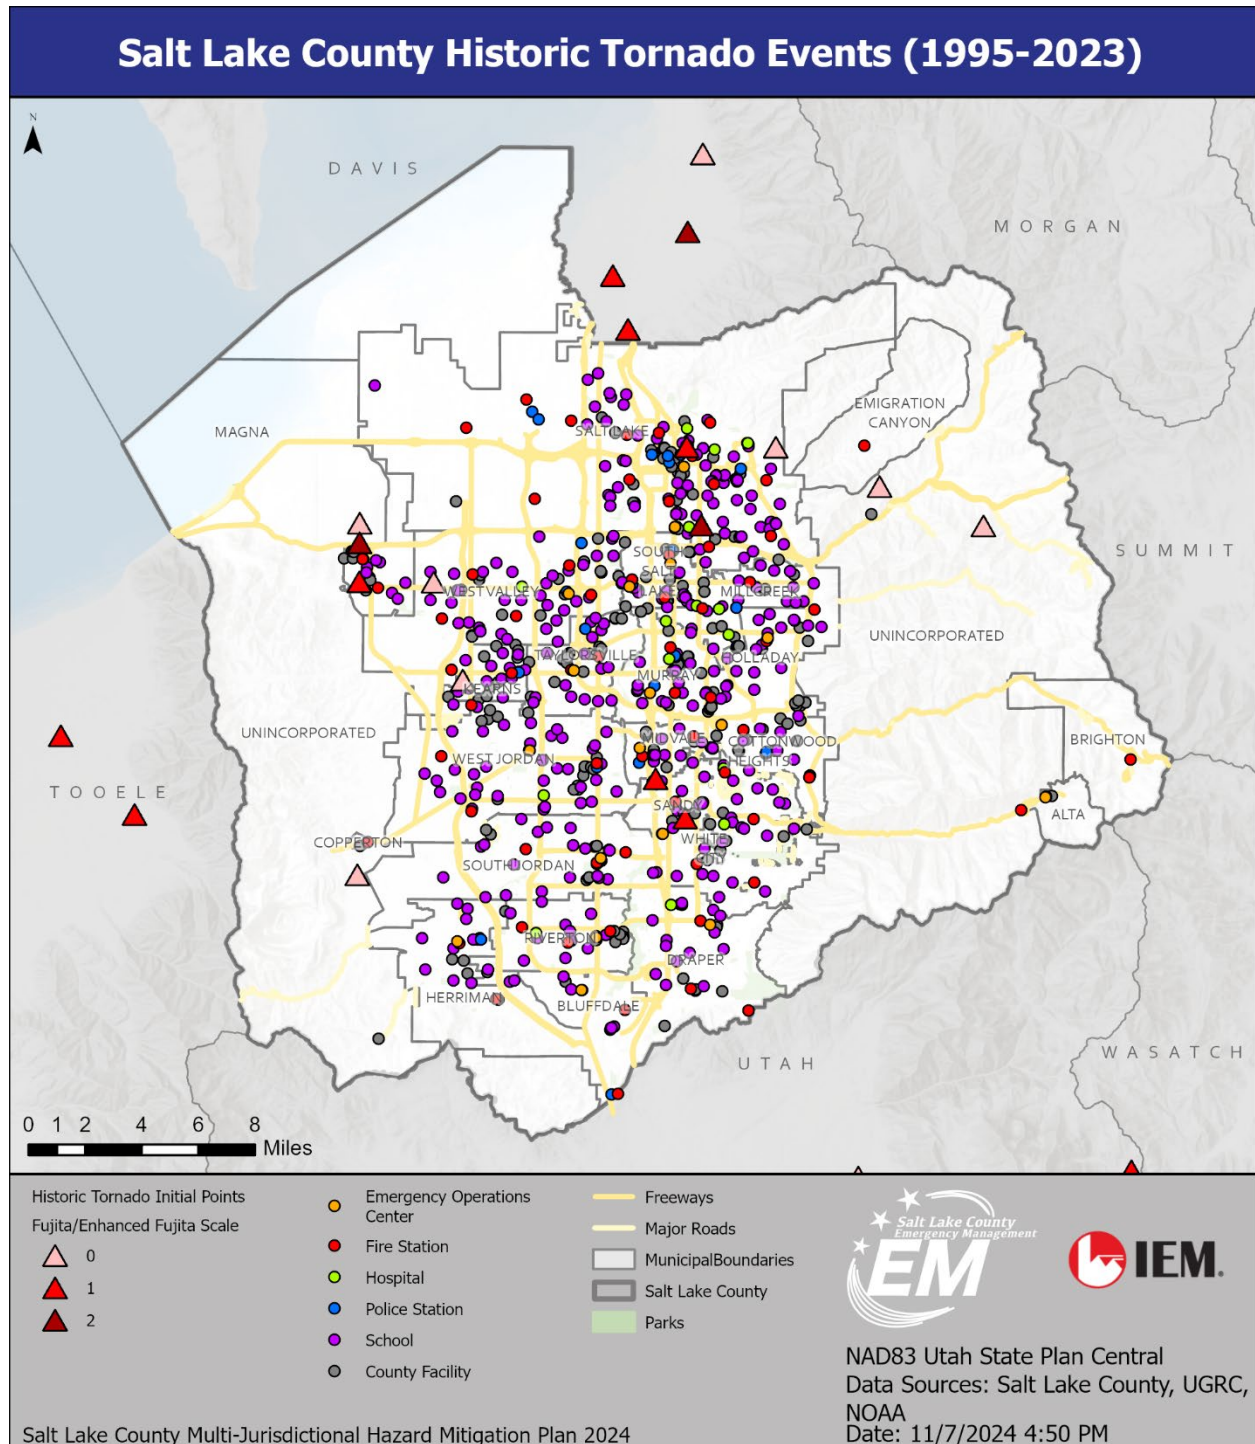 Salt Lake County Historic Tornado Events (1995-2023)
N
DAVIS
MORGAN
MAGNA
SALT LAKE
EMIGRATION
CANYON
SOUTH
SALT
LAKE
SUMMIT
WEST VALLEY
MILLCREEK
UNINCORPORATED
TAYLORSVILLE
HOLLADAY
MURRAY
KEARNS
UNINCORPORATED
MIDVALE
COTTONWOOD
HEIGHTS
BRIGHTON
WEST JORDAN
TOOELE
SANDY
ALTA
COPPERTON
WHITE
CITY
SOUTH JORDAN
RIVERTON
DRAPER
HERRIMAN
BLUFFDALE
UTAH
WASATCH
0 1 2 4 6 8
Miles
Historic Tornado Initial Points
Fujita/Enhanced Fujita Scale
0
1
2
Emergency Operations
Center
Fire Station
Hospital
Police Station
School
County Facility
Freeways
Major Roads
MunicipalBoundaries
Salt Lake County
Parks
Salt Lake County
Emergency Management
EM
IEM.
NAD83 Utah State Plan Central
Data Sources: Salt Lake County, UGRC,
NOAA
Date: 11/7/2024 4:50 PM
Salt Lake County Multi-Jurisdictional Hazard Mitigation Plan 2024